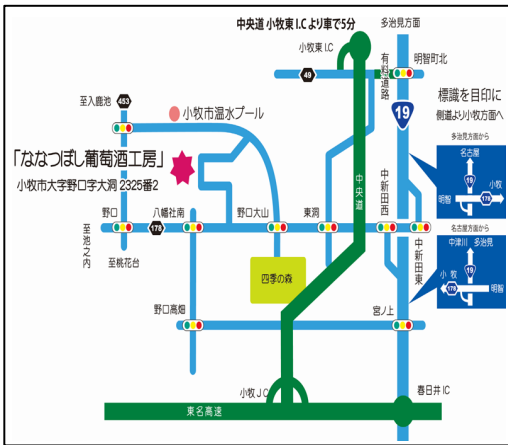 中央道 小牧東 I.C より車で5分
多治見方面
小牧東 I.C
有料道路
明智町北
49
至入鹿池
453
小牧市温水プール
19
標識を目印に
側道より小牧方面へ
「ななつぼし葡萄酒工房」
小牧市大字野口字大洞 2325番2
多治見方面から
名古屋
19
明智
178
小牧
中央道
中新田西
野口
八幡社南
野口大山
東洞
178
至池之内
至桃花台
中新田東
名古屋方面から
中津川 多治見
19
小牧
178
明智
四季の森
野口高畑
宮ノ上
小牧 J.C
春日井 IC
東名高速